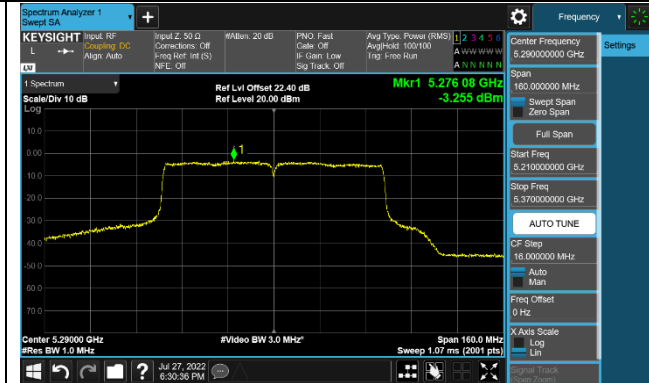 Spectrum Analyzer 1
Swept SA
+
Frequency
KEYSIGHT
L
LXI
Input: RF
Coupling: DC
Align: Auto
Input Z: 50 Ω
Corrections: Off
Freq Ref: Int (S)
NFE: Off
#Atten: 20 dB
PNO: Fast
Gate: Off
IF Gain: Low
Sig Track: Off
Avg Type: Power (RMS)
Avg|Hold: 100/100
Trig: Free Run
1 2 3 4 5 6
A W W W W W
A N N N N N
Center Frequency
5.290000000 GHz
Settings
Span
160.000000 MHz
Swept Span
Zero Span
Full Span
Start Freq
5.210000000 GHz
Stop Freq
5.370000000 GHz
AUTO TUNE
CF Step
16.000000 MHz
Auto
Man
Freq Offset
0 Hz
X Axis Scale
Log
Lin
Signal Track
(Span Zoom)
1 Spectrum
Scale/Div 10 dB
Log
Ref Lvl Offset 22.40 dB
Ref Level 20.00 dBm
Mkr1 5.276 08 GHz
-3.255 dBm
1
10.0
0.00
-10.0
-20.0
-30.0
-40.0
-50.0
-60.0
-70.0
Center 5.29000 GHz
#Res BW 1.0 MHz
#Video BW 3.0 MHz*
Span 160.0 MHz
Sweep 1.07 ms (2001 pts)
?
Jul 27, 2022
6:30:36 PM